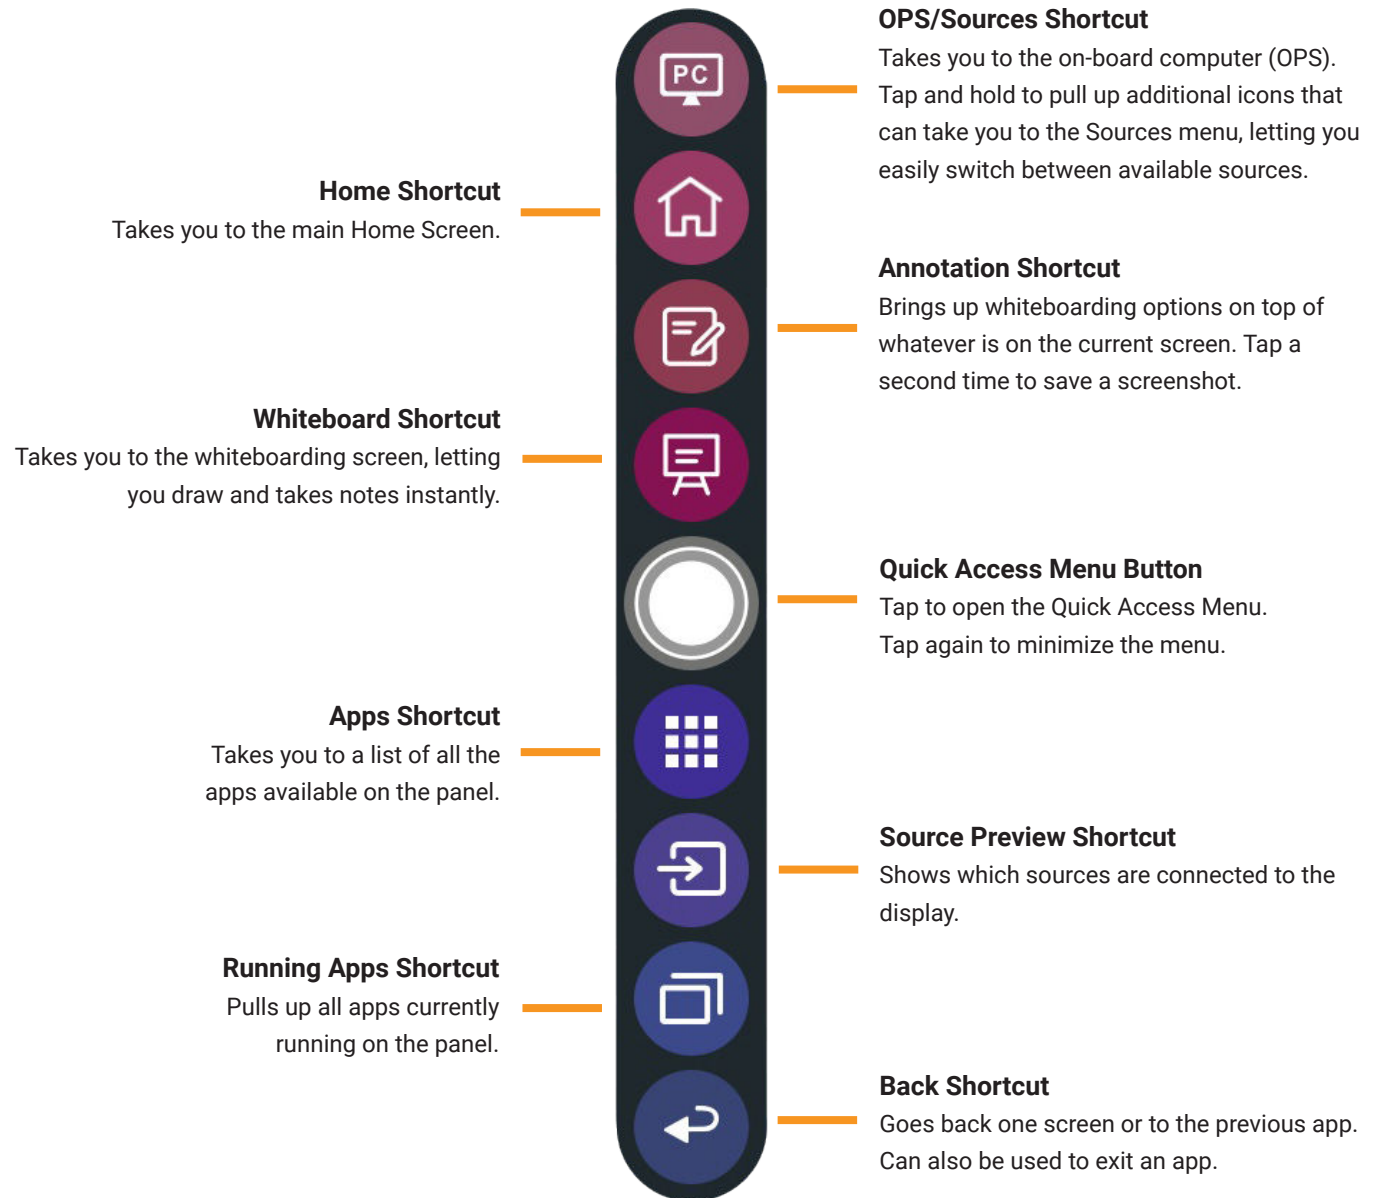 OPS/Sources Shortcut
Takes you to the on-board computer (OPS).
Tap and hold to pull up additional icons that
can take you to the Sources menu, letting you
easily switch between available sources.
PC
Home Shortcut
Takes you to the main Home Screen.
Annotation Shortcut
Brings up whiteboarding options on top of
whatever is on the current screen. Tap a
second time to save a screenshot.
Whiteboard Shortcut
Takes you to the whiteboarding screen, letting
you draw and takes notes instantly.
Quick Access Menu Button
Tap to open the Quick Access Menu.
Tap again to minimize the menu.
Apps Shortcut
Takes you to a list of all the
apps available on the panel.
Source Preview Shortcut
Shows which sources are connected to the
display.
Running Apps Shortcut
Pulls up all apps currently
running on the panel.
Back Shortcut
Goes back one screen or to the previous app.
Can also be used to exit an app.